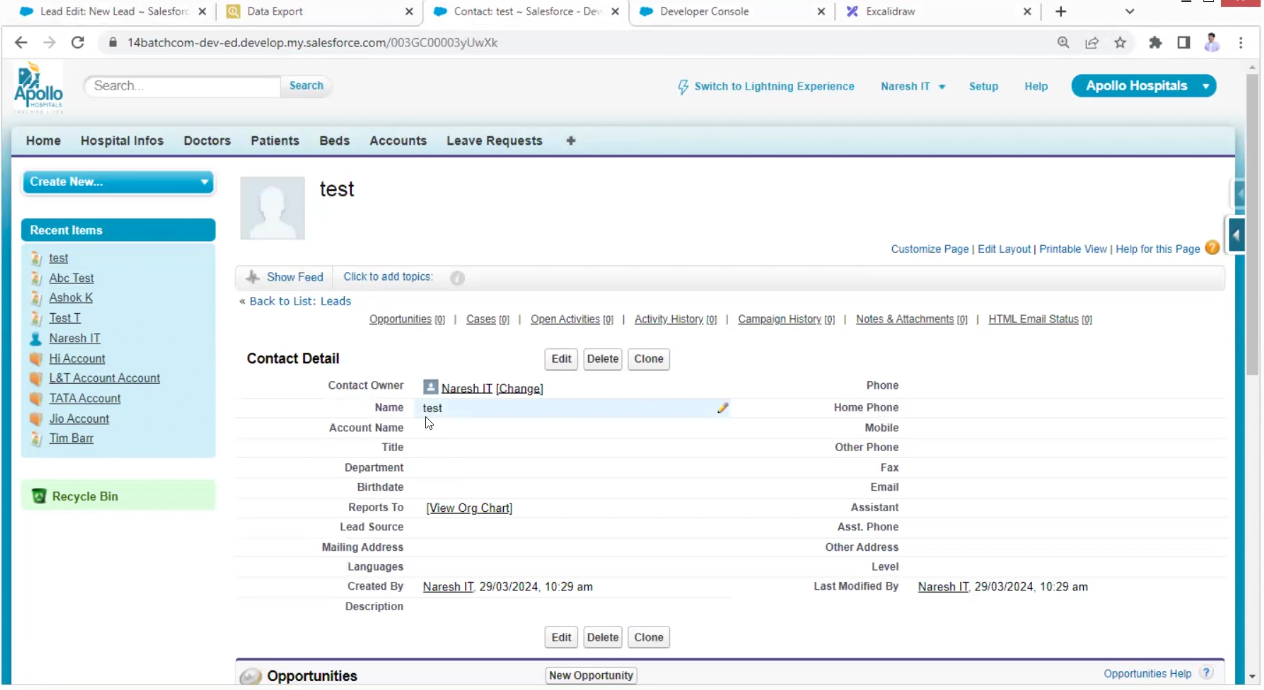 Lead Edit: New Lead ~ Salesforc
Data Export
Contact: test ~ Salesforce - Dev
Developer Console
Excalidraw
14batchcom-dev-ed.develop.my.salesforce.com/003GC00003yUwXk
Apollo
HOSPITALS
Search...
Search
Switch to Lightning Experience
Naresh IT
Setup
Help
Apollo Hospitals
Home
Hospital Infos
Doctors
Patients
Beds
Accounts
Leave Requests
Create New...
Recent Items
test
Abc Test
Ashok K
Test T
Naresh IT
Hi Account
L&T Account Account
TATA Account
Jio Account
Tim Barr
Recycle Bin
test
Customize Page | Edit Layout | Printable View | Help for this Page ?
Show Feed
Click to add topics:
« Back to List: Leads
Opportunities [0] | Cases [0] | Open Activities [0] | Activity History [0] | Campaign History [0] | Notes & Attachments [0] | HTML Email Status [0]
Contact Detail
Edit Delete Clone
Contact Owner Naresh IT [Change] Phone
Name test Home Phone
Account Name Mobile
Title Other Phone
Department Fax
Birthdate Email
Reports To [View Org Chart] Assistant
Lead Source Asst. Phone
Mailing Address Other Address
Languages Level
Created By Naresh IT, 29/03/2024, 10:29 am Last Modified By Naresh IT, 29/03/2024, 10:29 am
Description
Edit Delete Clone
Opportunities
New Opportunity
Opportunities Help ?